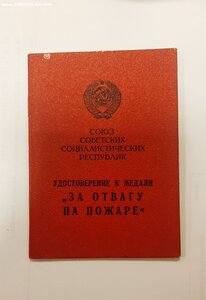 СОЮЗ
СОВЕТСКИХ
СОЦИАЛИСТИЧЕСКИХ
РЕСПУБЛИК
УДОСТОВЕРЕНИЕ К МЕДАЛИ
„ЗА ОТВАГУ
НА ПОЖАРЕ“